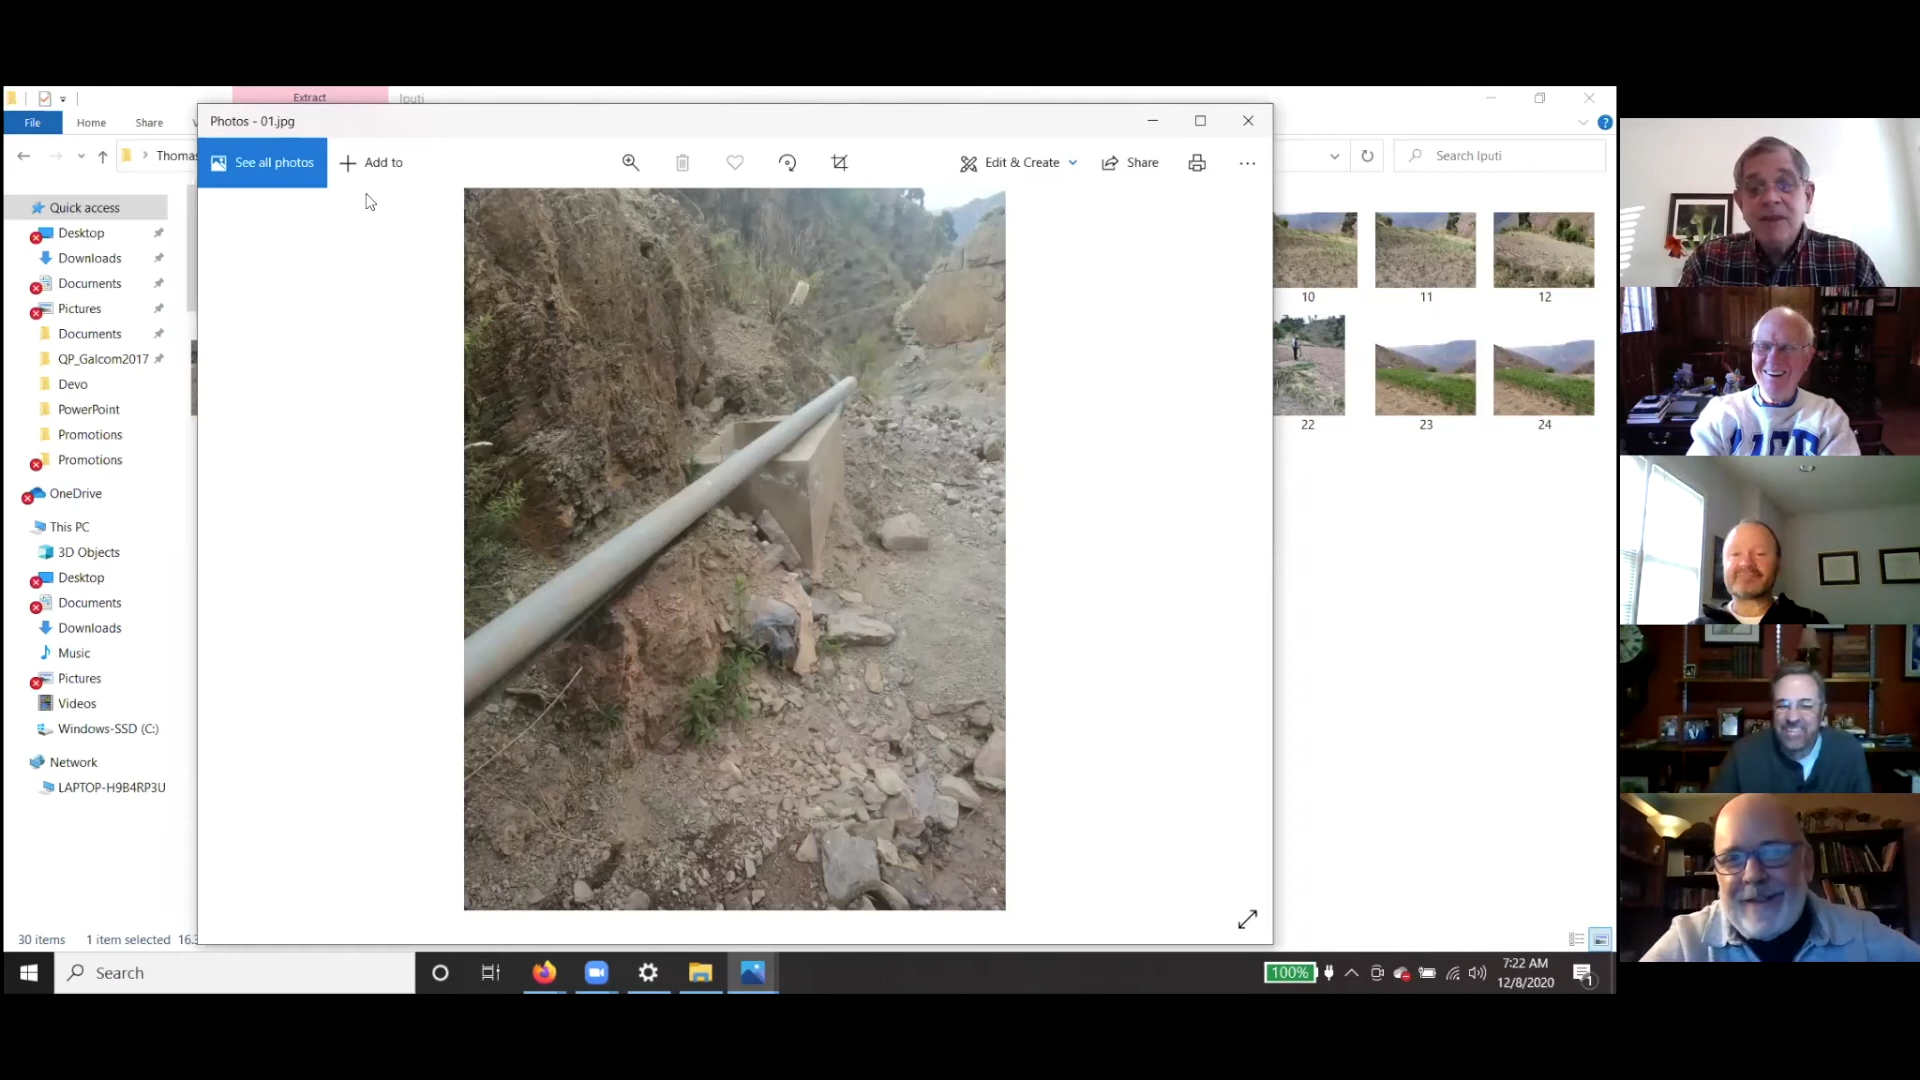 Extract
Iputi
File
Home
Share
Thomas
Search Iputi
Photos - 01.jpg
See all photos
Add to
Edit & Create
Share
Quick access
Desktop
Downloads
Documents
Pictures
Documents
QP_Galcom2017
Devo
PowerPoint
Promotions
Promotions
OneDrive
This PC
3D Objects
Desktop
Documents
Downloads
Music
Pictures
Videos
Windows-SSD (C:)
Network
LAPTOP-H9B4RP3U
10
11
12
22
23
24
30 items
1 item selected
Search
100%
7:22 AM
12/8/2020
1